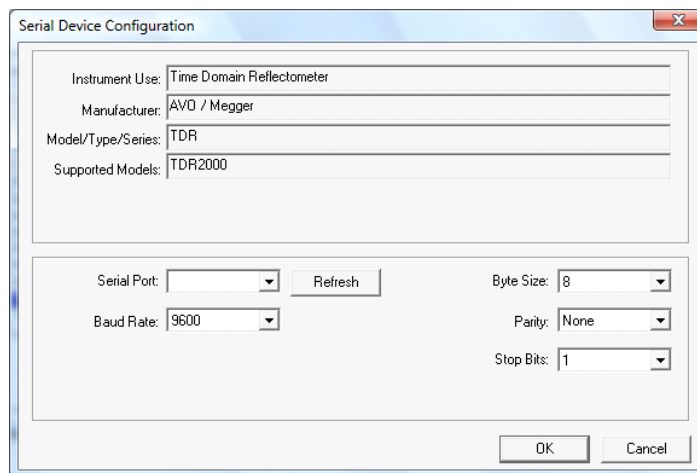 Serial Device Configuration
Instrument Use: Time Domain Reflectometer
Manufacturer: AVO / Megger
Model/Type/Series: TDR
Supported Models: TDR2000
Serial Port: Refresh Byte Size: 8
Baud Rate: 9600 Parity: None
Stop Bits: 1
OK Cancel